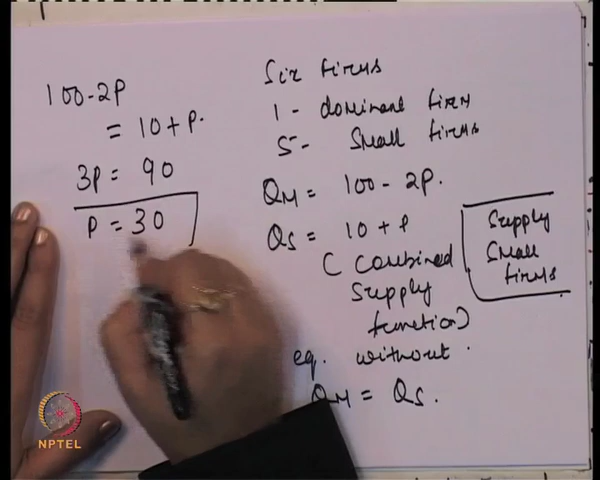 100-2P
= 10+P.
3P = 90
P = 30
Six firms
1 - dominant firm
5 - Small firms
QM = 100 - 2P.
QS = 10 + P
( Combined
Supply
function)
Supply
Small
firms
eq. without.
QM = QS.
NPTEL